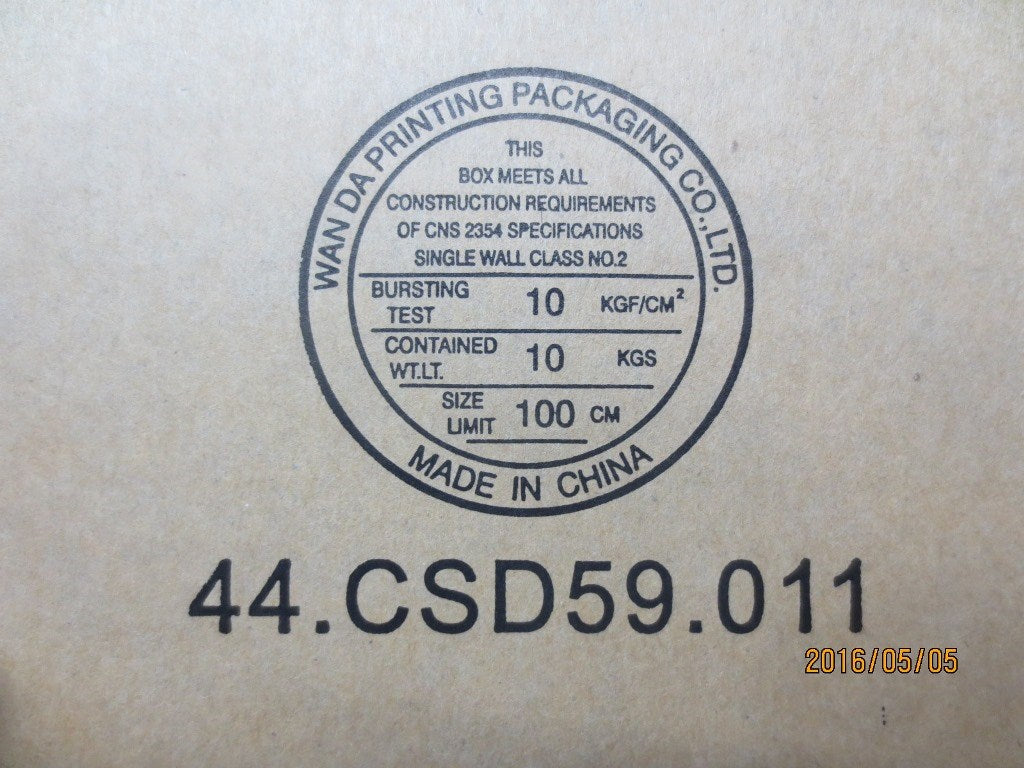 WAN DA PRINTING PACKAGING CO.,LTD.
THIS
BOX MEETS ALL
CONSTRUCTION REQUIREMENTS
OF CNS 2354 SPECIFICATIONS
SINGLE WALL CLASS NO.2
BURSTING TEST 10 KGF/CM²
CONTAINED WT.LT. 10 KGS
SIZE LIMIT 100 CM
MADE IN CHINA
44.CSD59.011
2016/05/05